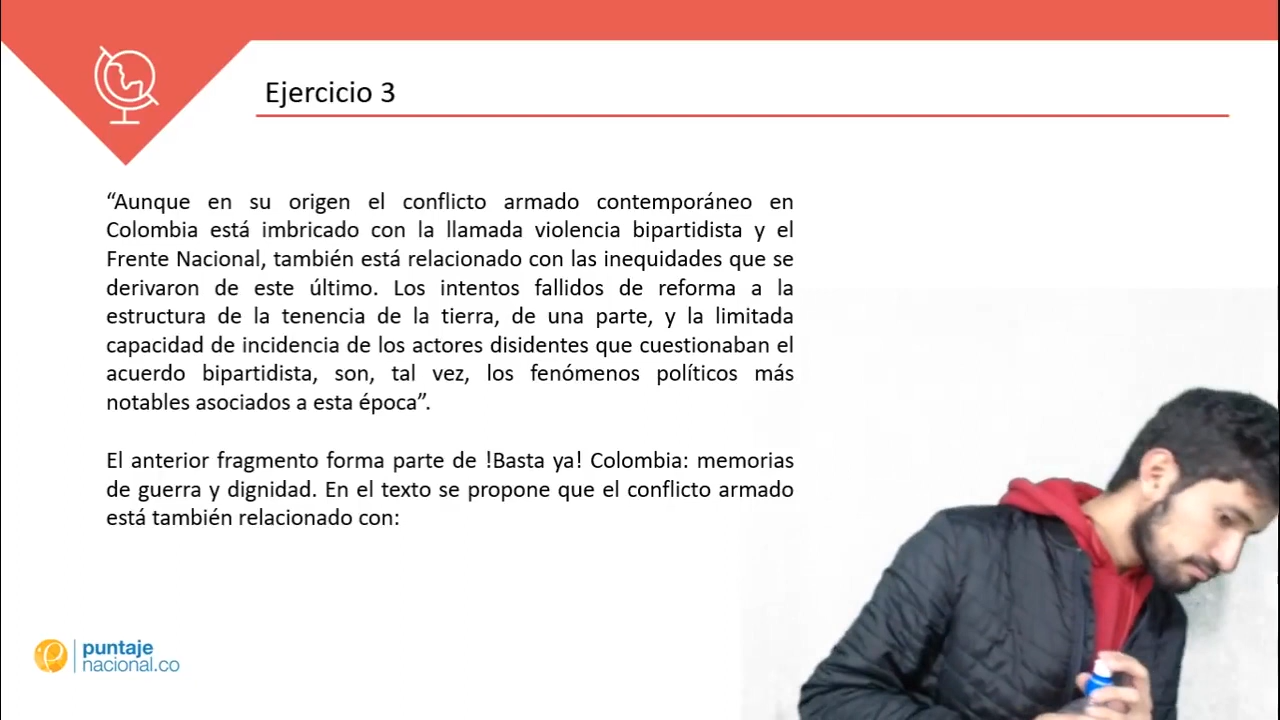 Ejercicio 3
“Aunque en su origen el conflicto armado contemporáneo en
Colombia está imbricado con la llamada violencia bipartidista y el
Frente Nacional, también está relacionado con las inequidades que se
derivaron de este último. Los intentos fallidos de reforma a la
estructura de la tenencia de la tierra, de una parte, y la limitada
capacidad de incidencia de los actores disidentes que cuestionaban el
acuerdo bipartidista, son, tal vez, los fenómenos políticos más
notables asociados a esta época”.
El anterior fragmento forma parte de !Basta ya! Colombia: memorias
de guerra y dignidad. En el texto se propone que el conflicto armado
está también relacionado con:
puntaje
nacional.co